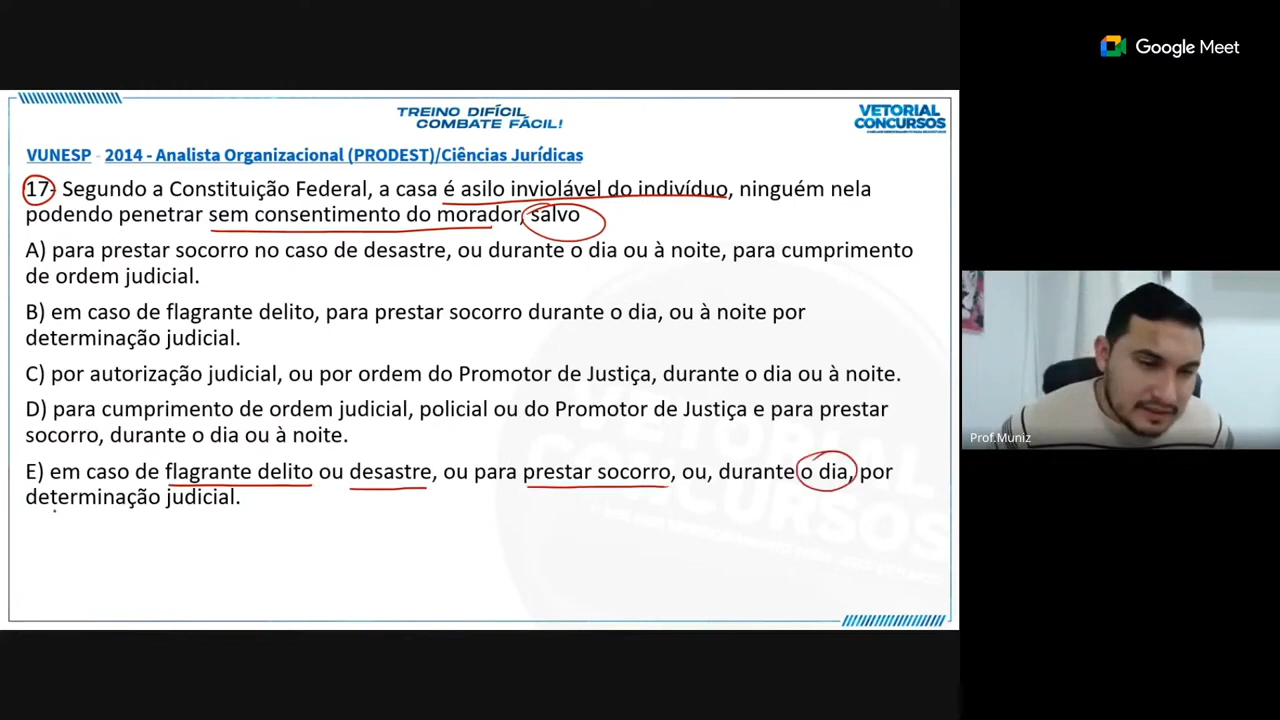 Google Meet
TREINO DIFÍCIL
COMBATE FÁCIL!
VETORIAL
CONCURSOS
VUNESP - 2014 - Analista Organizacional (PRODEST)/Ciências Jurídicas
17- Segundo a Constituição Federal, a casa é asilo inviolável do indivíduo, ninguém nela
podendo penetrar sem consentimento do morador, salvo
A) para prestar socorro no caso de desastre, ou durante o dia ou à noite, para cumprimento
de ordem judicial.
B) em caso de flagrante delito, para prestar socorro durante o dia, ou à noite por
determinação judicial.
C) por autorização judicial, ou por ordem do Promotor de Justiça, durante o dia ou à noite.
D) para cumprimento de ordem judicial, policial ou do Promotor de Justiça e para prestar
socorro, durante o dia ou à noite.
E) em caso de flagrante delito ou desastre, ou para prestar socorro, ou, durante o dia, por
determinação judicial.
Prof.Muniz